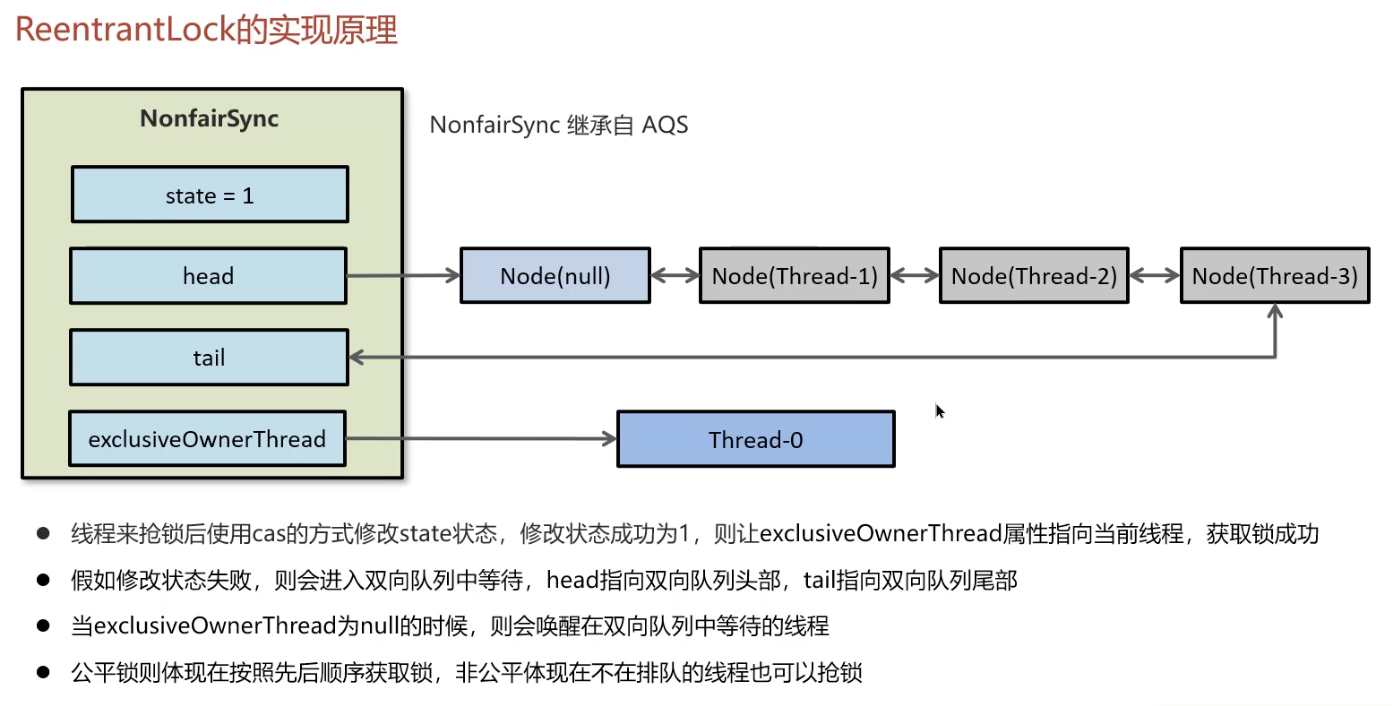 ReentrantLock的实现原理
NonfairSync
NonfairSync 继承自 AQS
state = 1
head
Node(null)
Node(Thread-1)
Node(Thread-2)
Node(Thread-3)
tail
exclusiveOwnerThread
Thread-0
● 线程来抢锁后使用cas的方式修改state状态，修改状态成功为1，则让exclusiveOwnerThread属性指向当前线程，获取锁成功
● 假如修改状态失败，则会进入双向队列中等待，head指向双向队列头部，tail指向双向队列尾部
● 当exclusiveOwnerThread为null的时候，则会唤醒在双向队列中等待的线程
● 公平锁则体现在按照先后顺序获取锁，非公平体现在不在排队的线程也可以抢锁